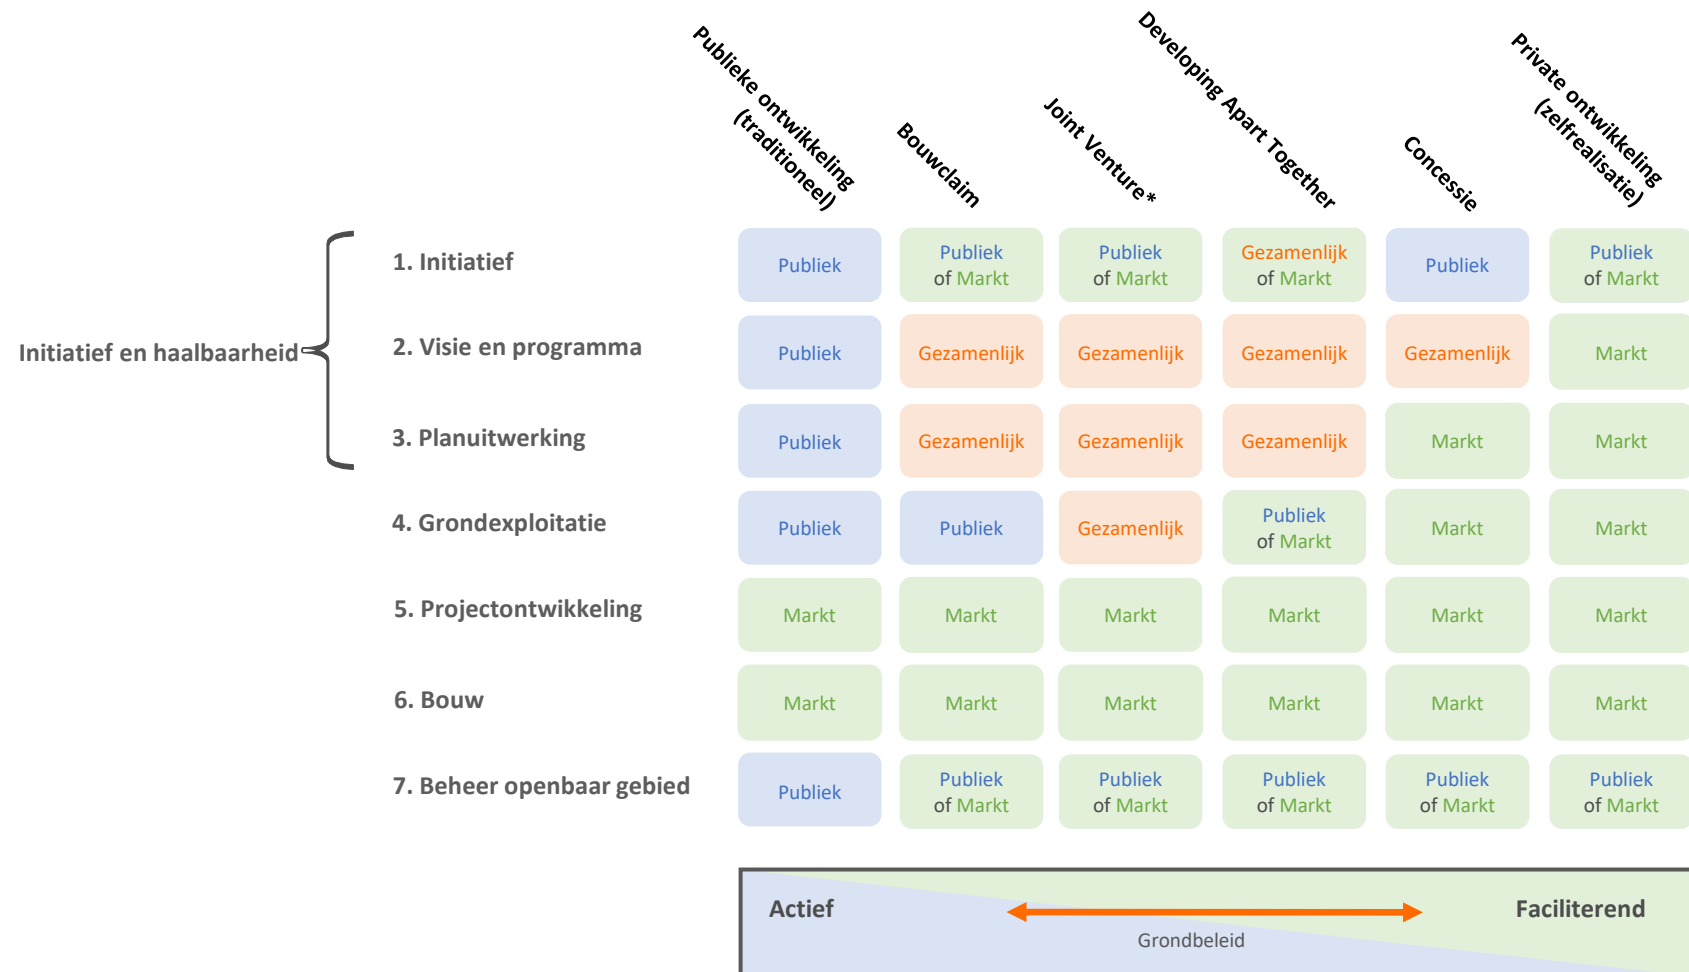 Publieke ontwikkeling
(traditioneel)
Bouwclaim
Joint Venture*
Developing Apart Together
Concessie
Private ontwikkeling
(zelfrealisatie)
Initiatief en haalbaarheid
1. Initiatief
Publiek
Publiek
of Markt
Publiek
of Markt
Gezamenlijk
of Markt
Publiek
Publiek
of Markt
2. Visie en programma
Publiek
Gezamenlijk
Gezamenlijk
Gezamenlijk
Gezamenlijk
Markt
3. Planuitwerking
Publiek
Gezamenlijk
Gezamenlijk
Gezamenlijk
Markt
Markt
4. Grondexploitatie
Publiek
Publiek
Gezamenlijk
Publiek
of Markt
Markt
Markt
5. Projectontwikkeling
Markt
Markt
Markt
Markt
Markt
Markt
6. Bouw
Markt
Markt
Markt
Markt
Markt
Markt
7. Beheer openbaar gebied
Publiek
Publiek
of Markt
Publiek
of Markt
Publiek
of Markt
Publiek
of Markt
Publiek
of Markt
Actief
Faciliterend
Grondbeleid